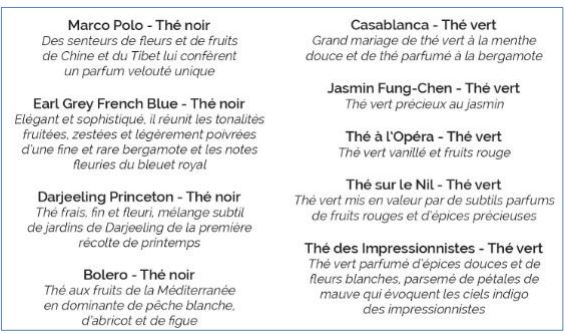 Marco Polo - Thé noir
Des senteurs de fleurs et de fruits
de Chine et du Tibet lui confèrent
un parfum velouté unique
Earl Grey French Blue - Thé noir
Elégant et sophistiqué, il réunit les tonalités
fruitées, zestées et légèrement poivrées
d'une fine et rare bergamote et les notes
fleuries du bleuet royal
Darjeeling Princeton - Thé noir
Thé frais, fin et fleuri, mélange subtil
de jardins de Darjeeling de la première
récolte de printemps
Bolero - Thé noir
Thé aux fruits de la Méditerranée
en dominante de pêche blanche,
d'abricot et de figue
Casablanca - Thé vert
Grand mariage de thé vert à la menthe
douce et de thé parfumé à la bergamote
Jasmin Fung-Chen - Thé vert
Thé vert précieux au jasmin
Thé à l'Opéra - Thé vert
Thé vert vanillé et fruits rouge
Thé sur le Nil - Thé vert
Thé vert mis en valeur par de subtils parfums
de fruits rouges et d'épices précieuses
Thé des Impressionnistes - Thé vert
Thé vert parfumé d'épices douces et de
fleurs blanches, parsemé de pétales de
mauve qui évoquent les ciels indigo
des impressionnistes